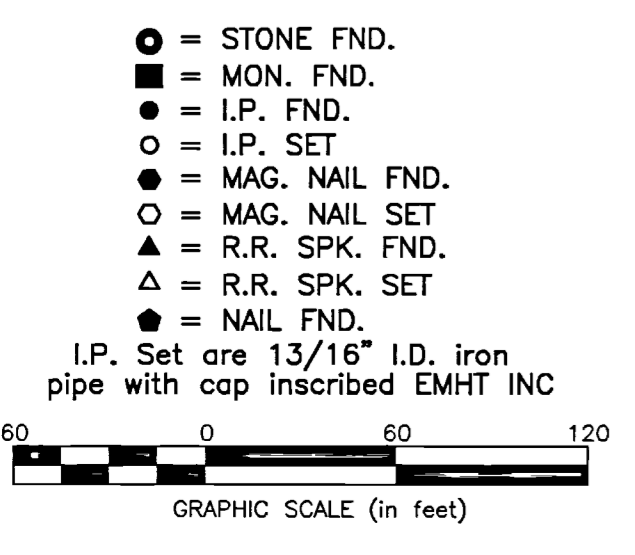 = STONE FND.
= MON. FND.
= I.P. FND.
= I.P. SET
= MAG. NAIL FND.
= MAG. NAIL SET
= R.R. SPK. FND.
= R.R. SPK. SET
= NAIL FND.
I.P. Set are 13/16" I.D. iron
pipe with cap inscribed EMHT INC
60 0 60 120
GRAPHIC SCALE (in feet)